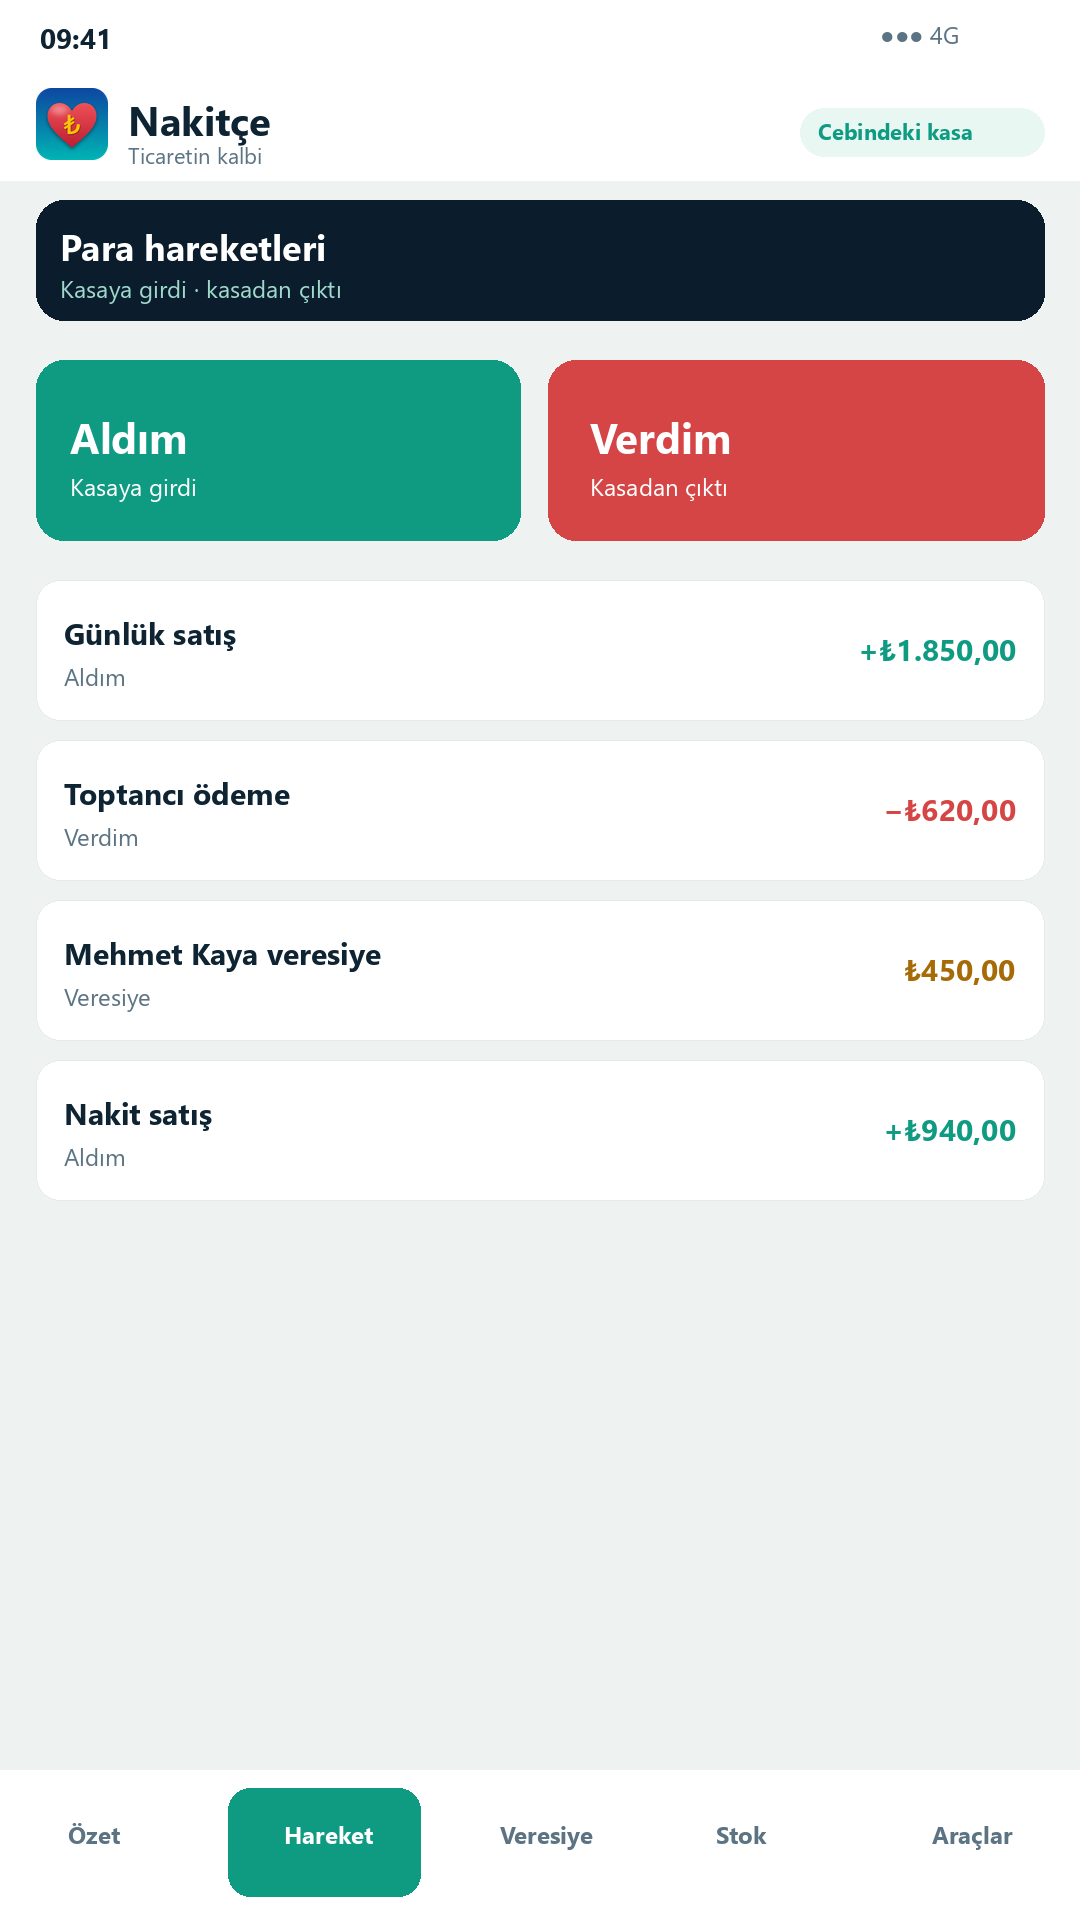 09:41
●●● 4G
₺
Nakitçe
Ticaretin kalbi
Cebindeki kasa
Para hareketleri
Kasaya girdi · kasadan çıktı
Aldım
Kasaya girdi
Verdim
Kasadan çıktı
Günlük satış
Aldım
+₺1.850,00
Toptancı ödeme
Verdim
−₺620,00
Mehmet Kaya veresiye
Veresiye
₺450,00
Nakit satış
Aldım
+₺940,00
Özet
Hareket
Veresiye
Stok
Araçlar